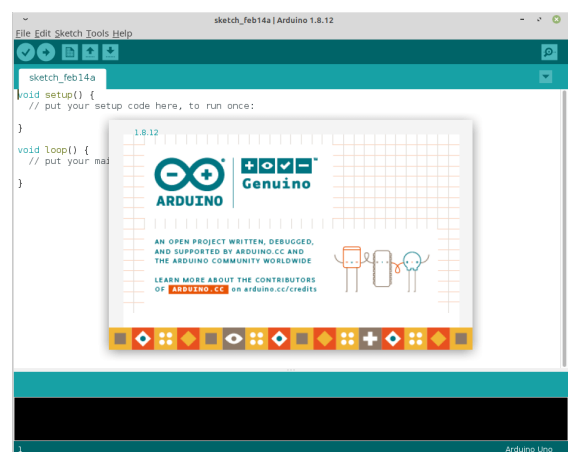 sketch_feb14a | Arduino 1.8.12
File Edit Sketch Tools Help
sketch_feb14a
void setup() {
// put your setup code here, to run once:
}
void loop() {
// put your mai
}
1.8.12
ARDUINO
Genuino
AN OPEN PROJECT WRITTEN, DEBUGGED,
AND SUPPORTED BY ARDUINO.CC AND
THE ARDUINO COMMUNITY WORLDWIDE
LEARN MORE ABOUT THE CONTRIBUTORS
OF ARDUINO.CC on arduino.cc/credits
1 Arduino Uno